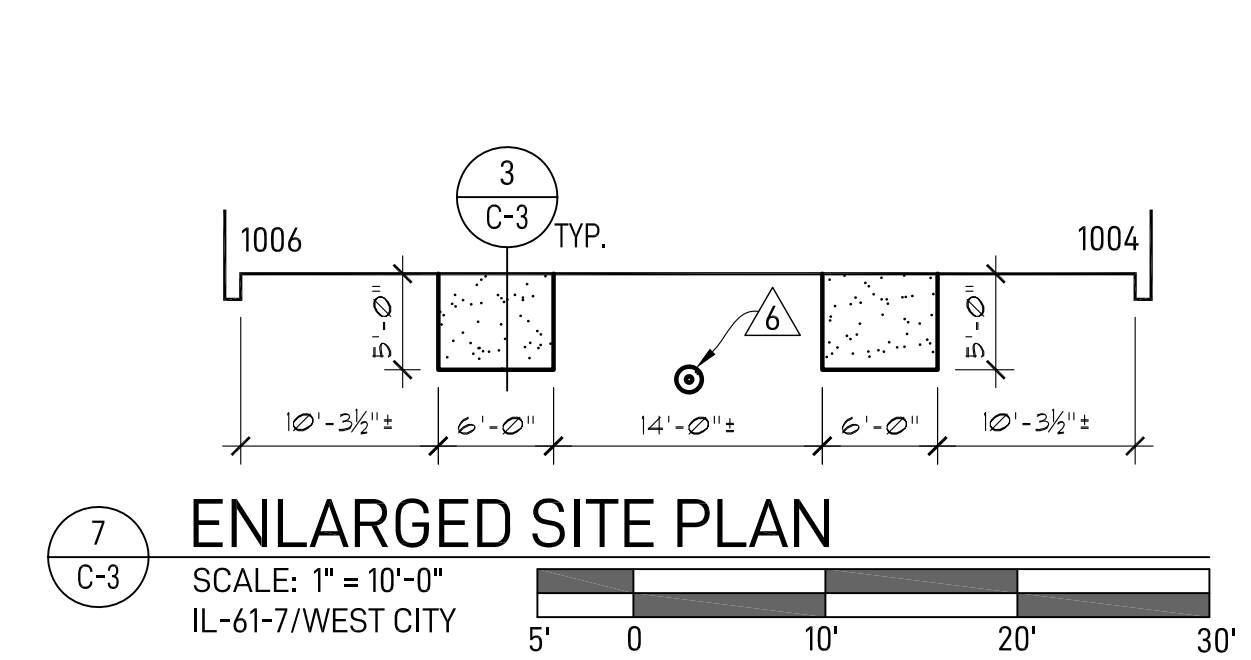 3
C-3
TYP.
1006
1004
5'-0"
6
5'-0"
10'-3½"±
6'-0"
14'-0"±
6'-0"
10'-3½"±
7
C-3
ENLARGED SITE PLAN
SCALE: 1" = 10'-0"
IL-61-7/WEST CITY
5' 0 10' 20' 30'